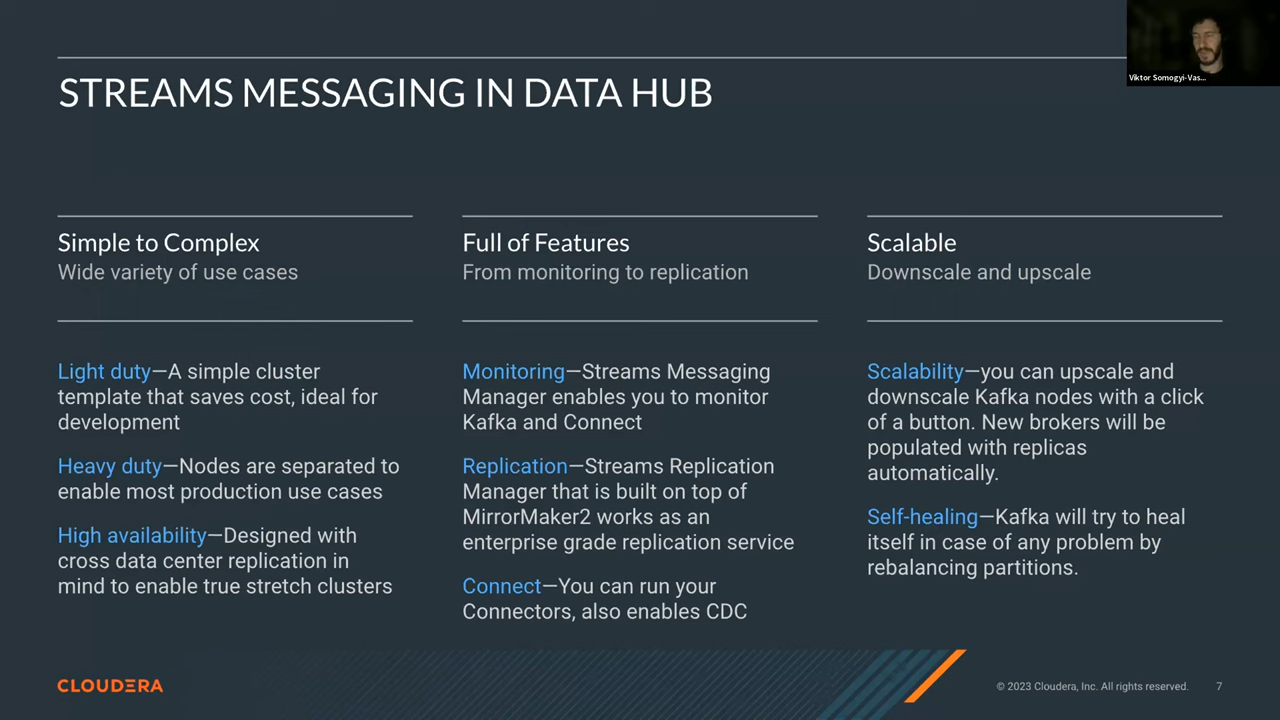 Viktor Somogyi-Vas...
STREAMS MESSAGING IN DATA HUB
Simple to Complex
Wide variety of use cases
Light duty—A simple cluster
template that saves cost, ideal for
development
Heavy duty—Nodes are separated to
enable most production use cases
High availability—Designed with
cross data center replication in
mind to enable true stretch clusters
Full of Features
From monitoring to replication
Monitoring—Streams Messaging
Manager enables you to monitor
Kafka and Connect
Replication—Streams Replication
Manager that is built on top of
MirrorMaker2 works as an
enterprise grade replication service
Connect—You can run your
Connectors, also enables CDC
Scalable
Downscale and upscale
Scalability—you can upscale and
downscale Kafka nodes with a click
of a button. New brokers will be
populated with replicas
automatically.
Self-healing—Kafka will try to heal
itself in case of any problem by
rebalancing partitions.
CLOUDERA
© 2023 Cloudera, Inc. All rights reserved.
7